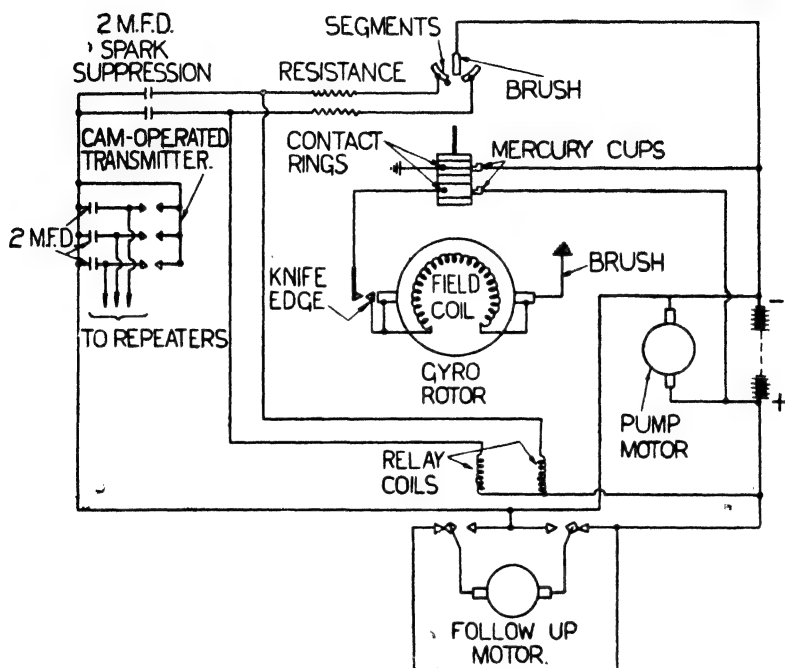 2 M.F.D.
SPARK
SUPPRESSION
SEGMENTS
RESISTANCE
BRUSH
CAM-OPERATED
TRANSMITTER.
CONTACT
RINGS
MERCURY CUPS
2 M.F.D.
KNIFE
EDGE
FIELD
COIL
BRUSH
TO REPEATERS
GYRO
ROTOR
-
+
PUMP
MOTOR
RELAY
COILS
FOLLOW UP
MOTOR.